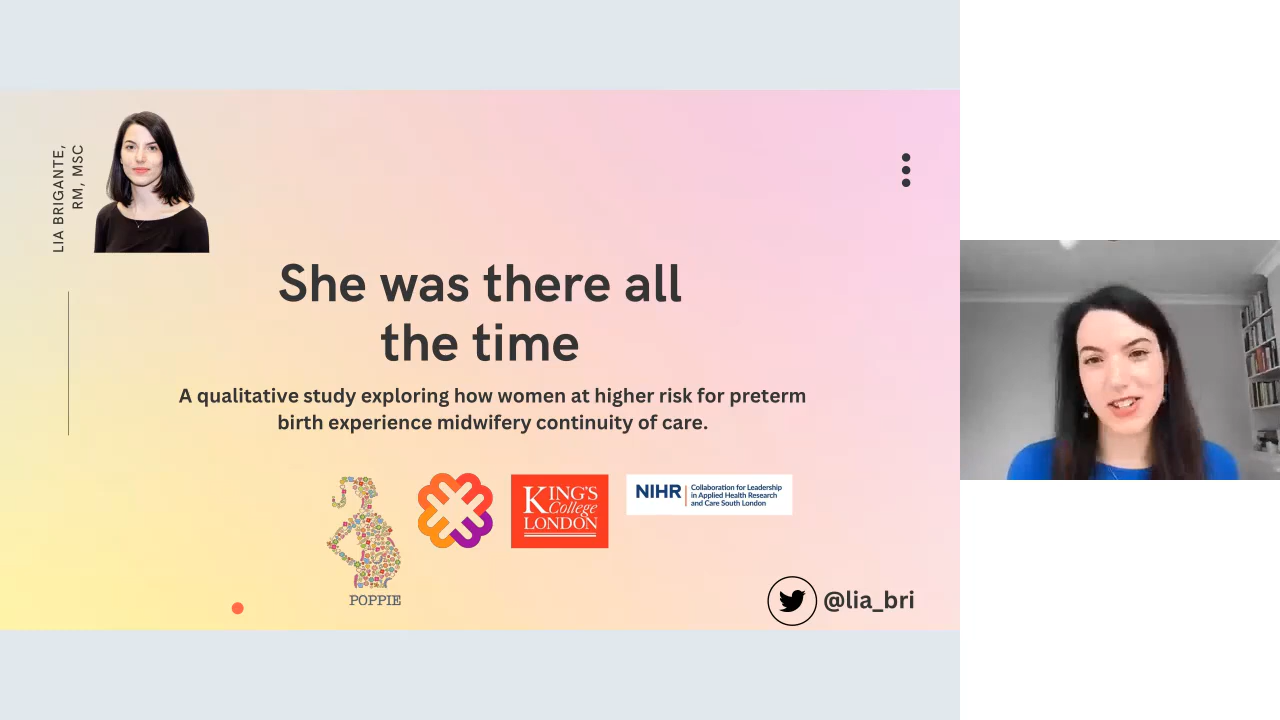 LIA BRIGANTE,
RM, MSC
She was there all
the time
A qualitative study exploring how women at higher risk for preterm
birth experience midwifery continuity of care.
POPPIE
KING'S
College
LONDON
NIHR
Collaboration for Leadership
in Applied Health Research
and Care South London
@lia_bri